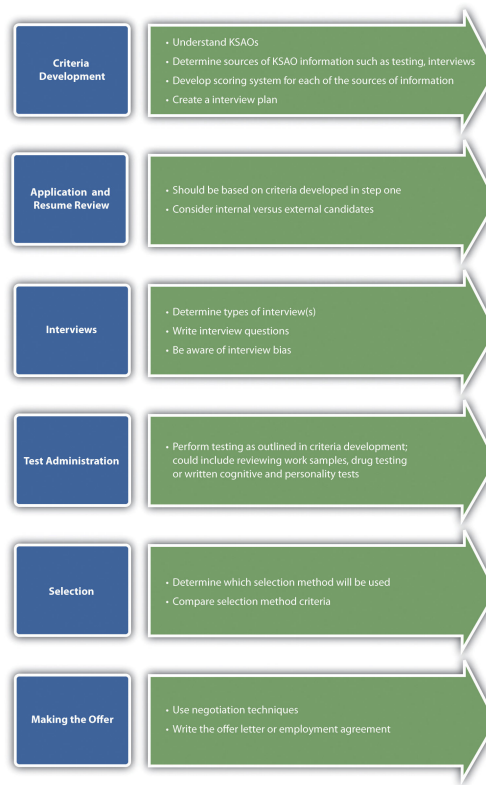 Criteria
Development
• Understand KSAOs
• Determine sources of KSAO information such as testing, interviews
• Develop scoring system for each of the sources of information
• Create a interview plan
Application and
Resume Review
• Should be based on criteria developed in step one
• Consider internal versus external candidates
Interviews
• Determine types of interview(s)
• Write interview questions
• Be aware of interview bias
Test Administration
• Perform testing as outlined in criteria development;
could include reviewing work samples, drug testing
or written cognitive and personality tests
Selection
• Determine which selection method will be used
• Compare selection method criteria
Making the Offer
• Use negotiation techniques
• Write the offer letter or employment agreement